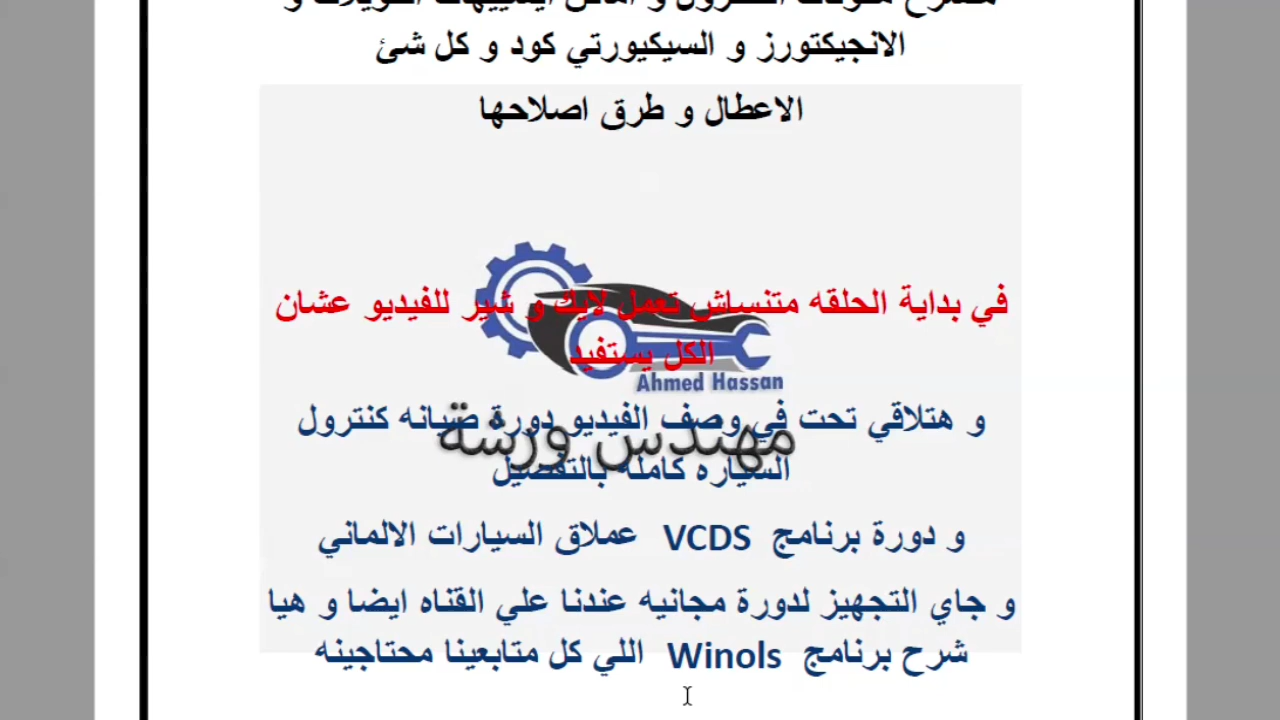 الانجيكتورز و السيكيورتي كود و كل شئ
الاعطال و طرق اصلاحها
في بداية الحلقه متنساش تعمل لايك و شير للفيديو عشان
الكل يستفيد
Ahmed Hassan
و هتلاقي تحت في وصف الفيديو دورة صيانه كنترول
مهندس ورشة
السياره كامله بالتفصيل
و دورة برنامج VCDS عملاق السيارات الالماني
و جاي التجهيز لدورة مجانيه عندنا علي القناه ايضا و هيا
شرح برنامج Winols اللي كل متابعينا محتاجينه